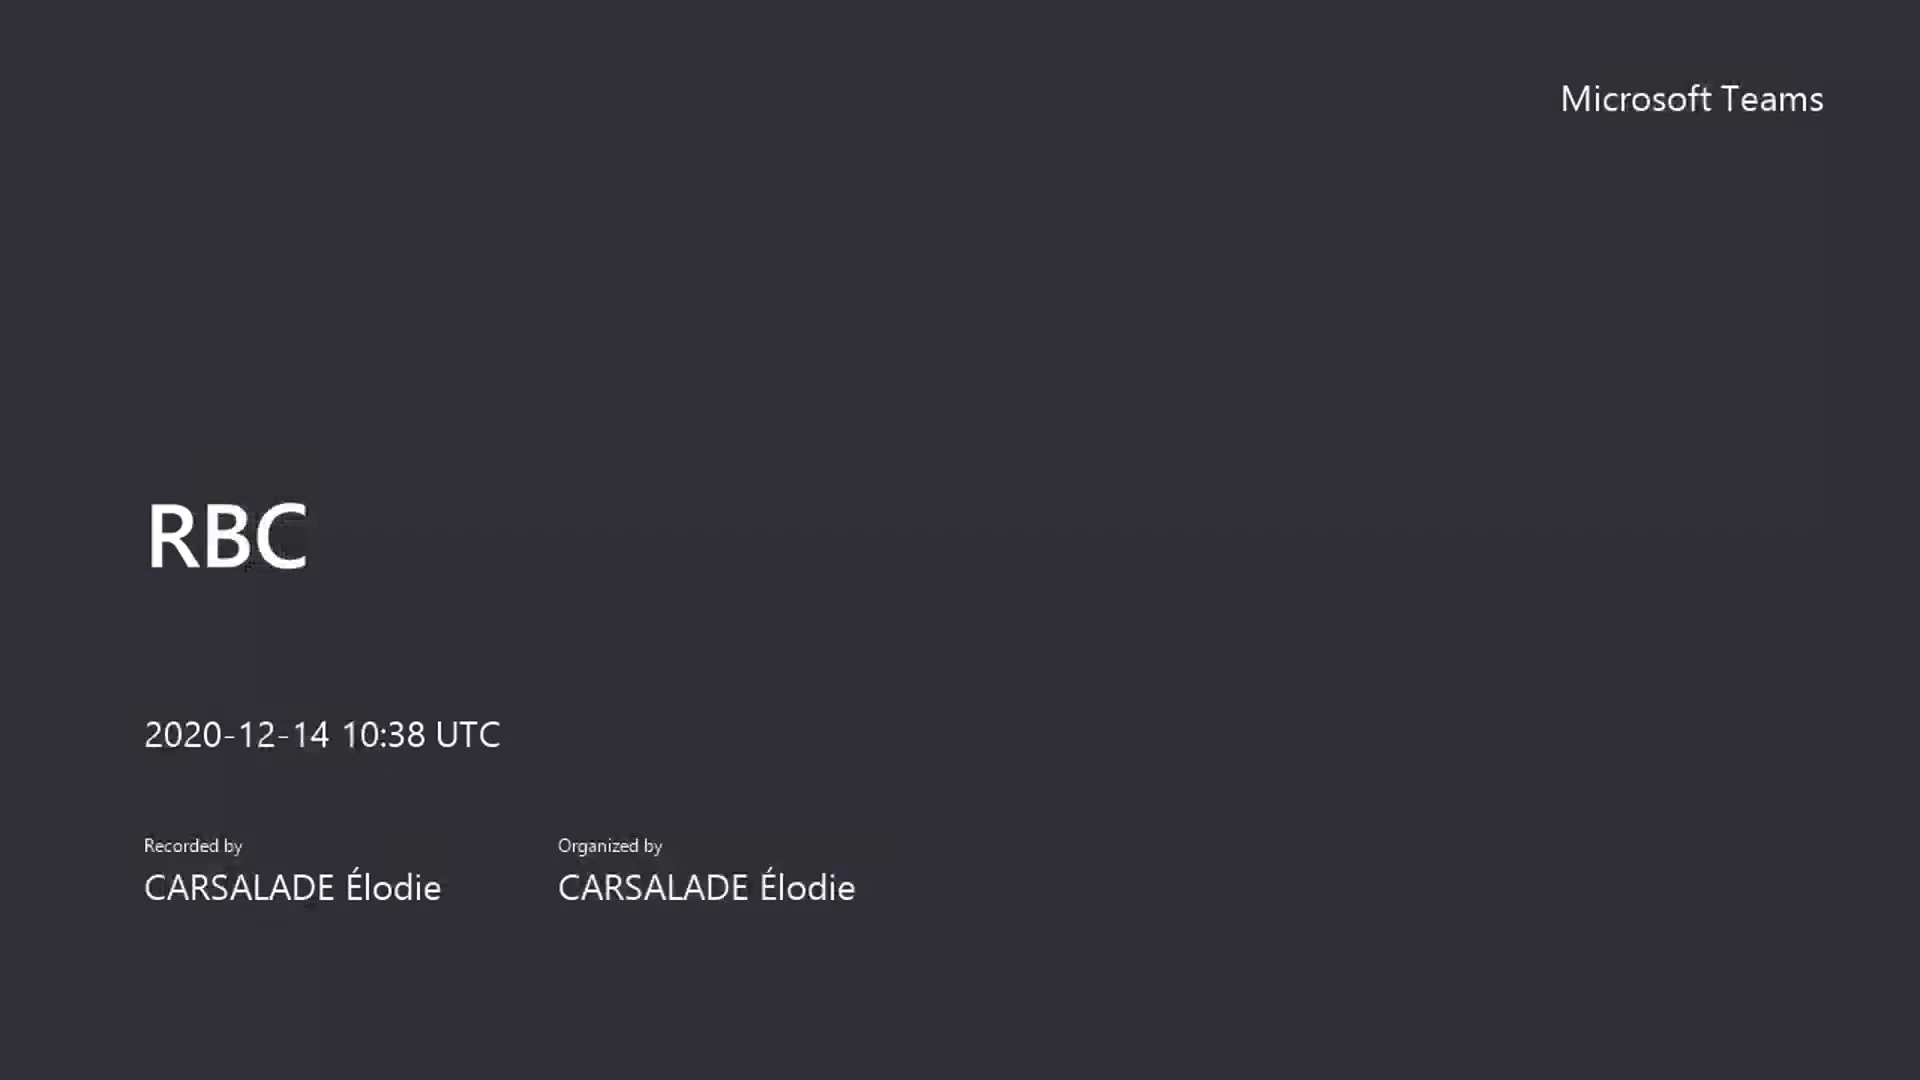 Microsoft Teams
RBC
2020-12-14 10:38 UTC
Recorded by
CARSALADE Élodie
Organized by
CARSALADE Élodie